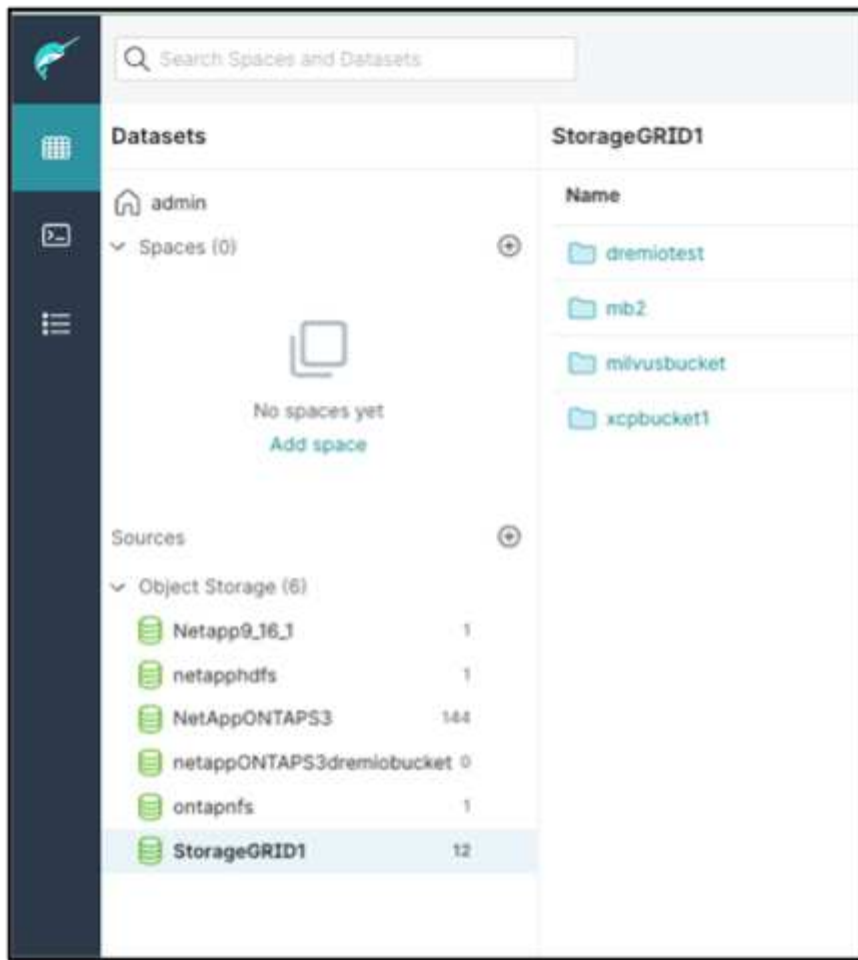 Search Spaces and Datasets
Datasets
admin
Spaces (0)
No spaces yet
Add space
Sources
Object Storage (6)
Netapp9_16_1 1
netapphdfs 1
NetAppONTAPS3 144
netappONTAPS3dremiobucket 0
ontapnfs 1
StorageGRID1 12
StorageGRID1
Name
dremiotest
mb2
milvusbucket
xcpbucket1